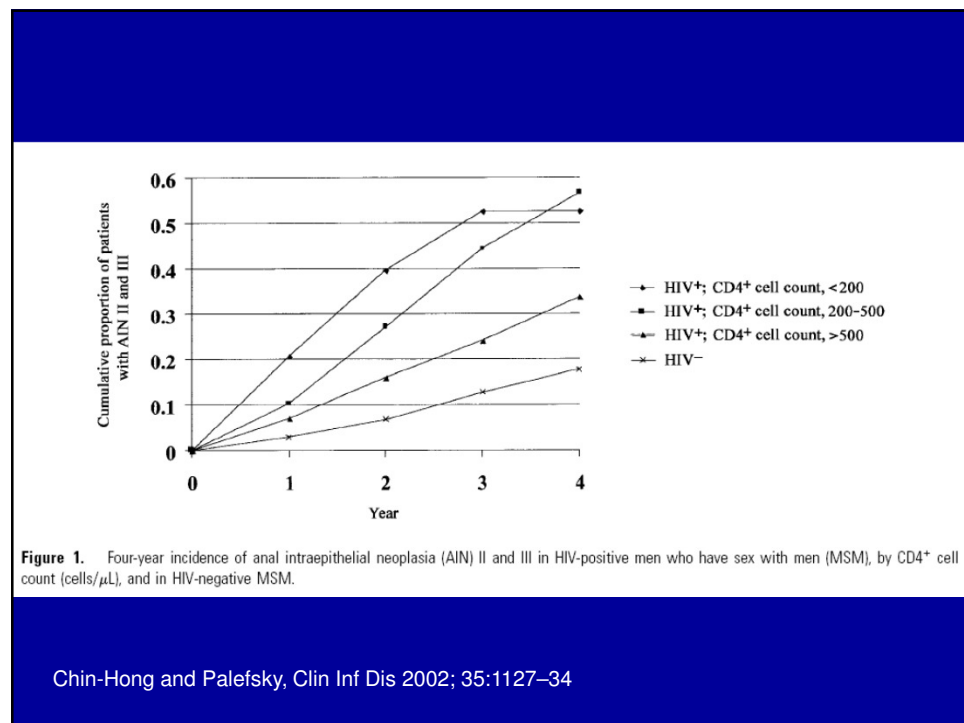 0.6
0.5
0.4
0.3
0.2
0.1
0
Cumulative proportion of patients
with AIN II and III
0 1 2 3 4
Year
HIV+; CD4+ cell count, <200
HIV+; CD4+ cell count, 200-500
HIV+; CD4+ cell count, >500
HIV−
Figure 1. Four-year incidence of anal intraepithelial neoplasia (AIN) II and III in HIV-positive men who have sex with men (MSM), by CD4+ cell
count (cells/μL), and in HIV-negative MSM.
Chin-Hong and Palefsky, Clin Inf Dis 2002; 35:1127–34